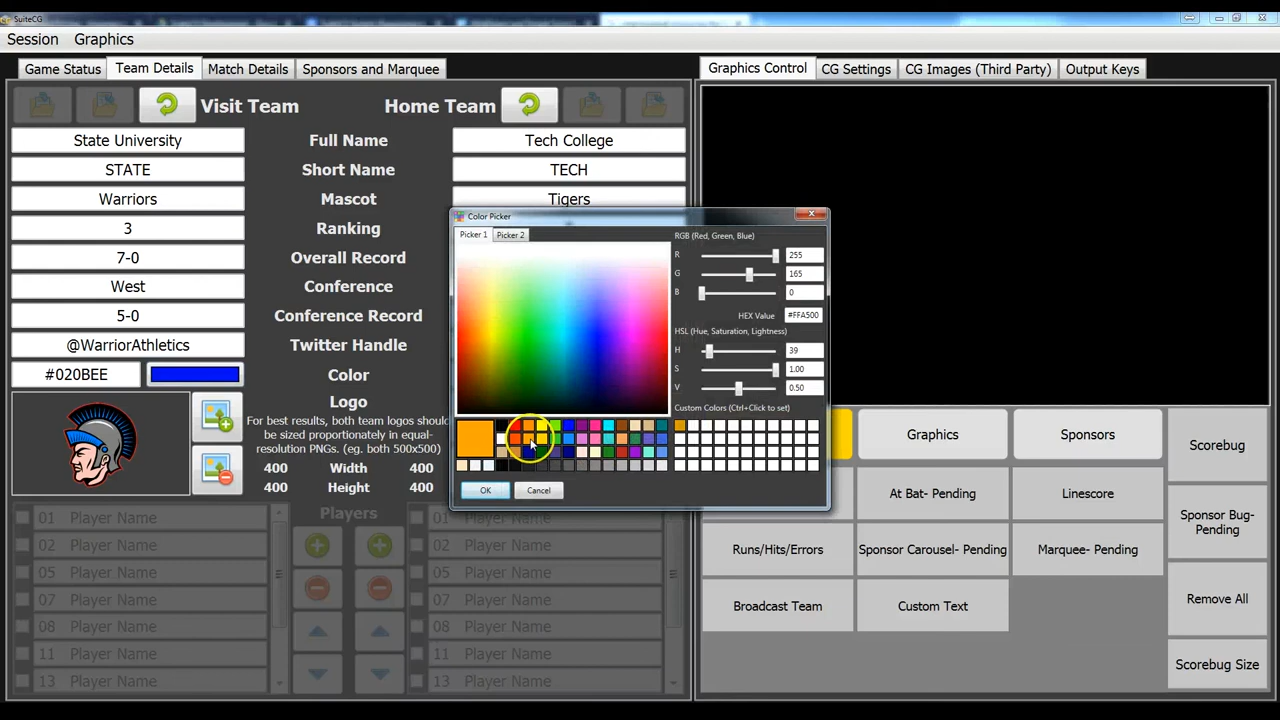 SuiteCG
Session Graphics
Game Status Team Details Match Details Sponsors and Marquee
Visit Team Home Team
State University Full Name Tech College
STATE Short Name TECH
Warriors Mascot Tigers
3 Ranking
7-0 Overall Record
West Conference
5-0 Conference Record
@WarriorAthletics Twitter Handle
#020BEE Color
Logo
For best results, both team logos shoul
be sized proportionately in equal-
resolution PNGs. (eg. both 500x500)
400 Width 400
400 Height 400
Players
01 Player Name 01 Player Name
02 Player Name 02 Player Name
05 Player Name 05 Player Name
07 Player Name 07 Player Name
08 Player Name 08 Player Name
11 Player Name 11 Player Name
13 Player Name 13 Player Name
Color Picker
Picker 1 Picker 2
RGB (Red, Green, Blue)
R 255
G 165
B 0
HEX Value #FFA500
HSL (Hue, Saturation, Lightness)
H 39
S 1.00
V 0.50
Custom Colors (Ctrl+Click to set)
OK Cancel
Graphics Control CG Settings CG Images (Third Party) Output Keys
Graphics Sponsors Scorebug
At Bat- Pending Linescore
Sponsor Bug-
Pending
Runs/Hits/Errors Sponsor Carousel- Pending Marquee- Pending
Broadcast Team Custom Text Remove All
Scorebug Size